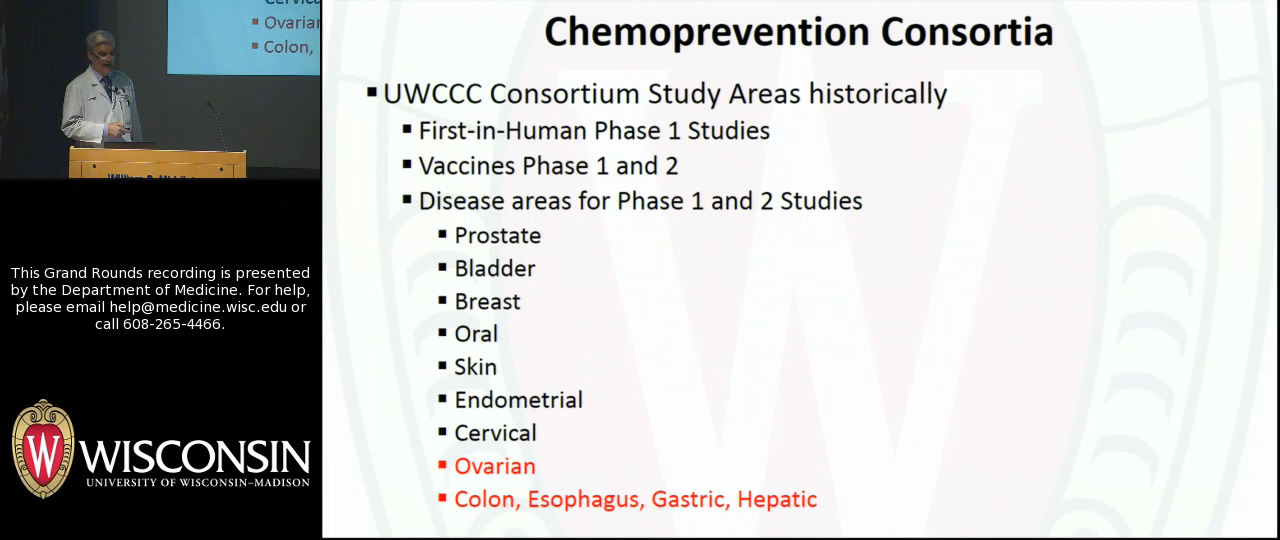 Ovarian
Colon,
This Grand Rounds recording is presented
by the Department of Medicine. For help,
please email help@medicine.wisc.edu or
call 608-265-4466.
W WISCONSIN
UNIVERSITY OF WISCONSIN–MADISON
Chemoprevention Consortia
▪ UWCCC Consortium Study Areas historically
▪ First-in-Human Phase 1 Studies
▪ Vaccines Phase 1 and 2
▪ Disease areas for Phase 1 and 2 Studies
▪ Prostate
▪ Bladder
▪ Breast
▪ Oral
▪ Skin
▪ Endometrial
▪ Cervical
▪ Ovarian
▪ Colon, Esophagus, Gastric, Hepatic